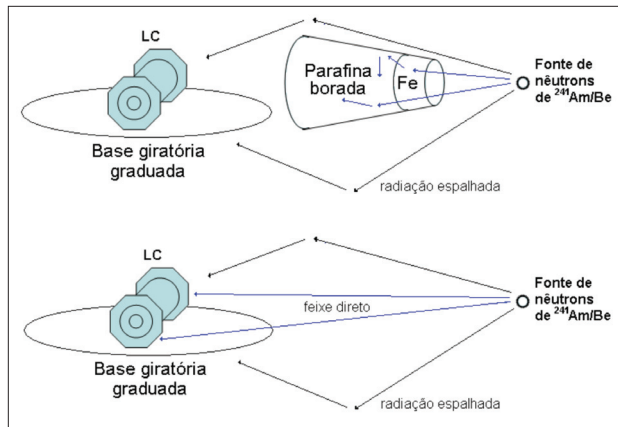 LC
Parafina
borada
Fe
Fonte de
nêutrons
de ²⁴¹Am/Be
Base giratória
graduada
radiação espalhada
LC
feixe direto
Fonte de
nêutrons
de ²⁴¹Am/Be
Base giratória
graduada
radiação espalhada